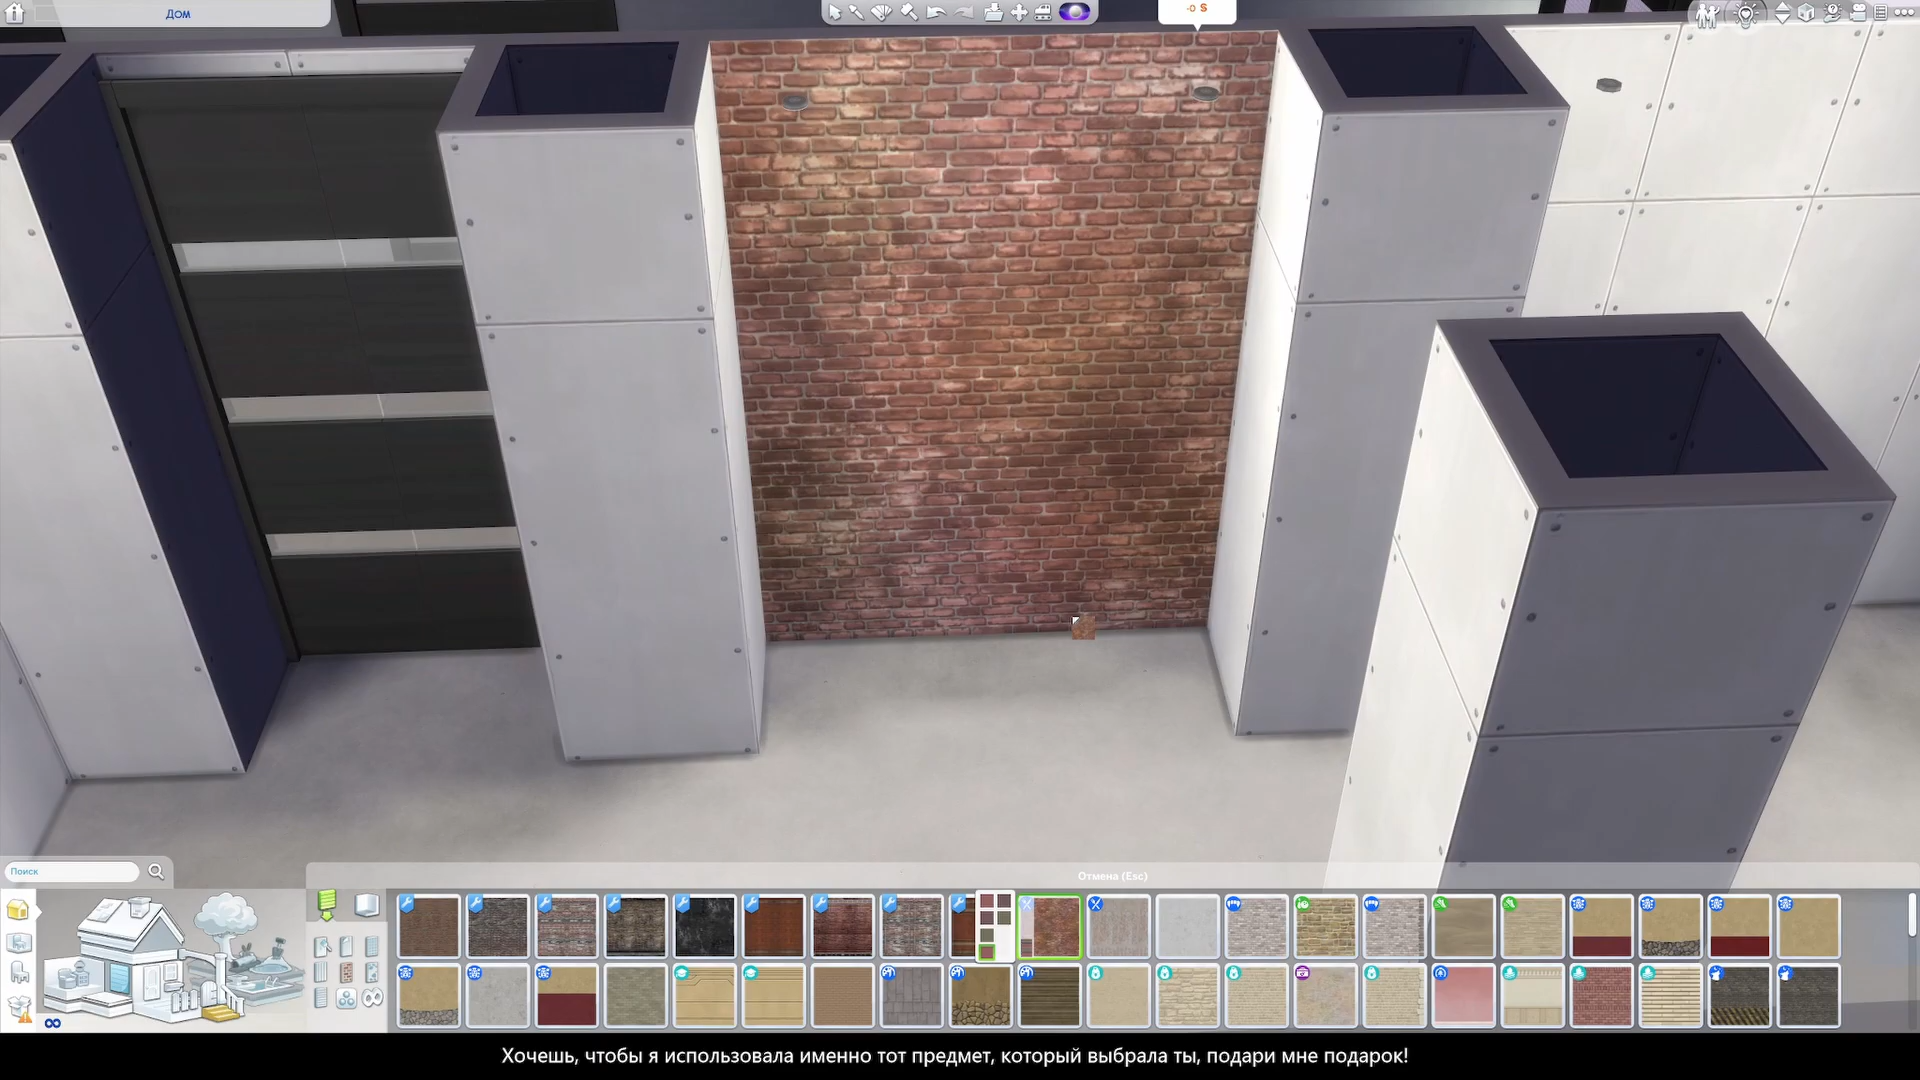 Дом
-0 §
Поиск
Отмена (Esc)
Хочешь, чтобы я использовала именно тот предмет, который выбрала ты, подари мне подарок!